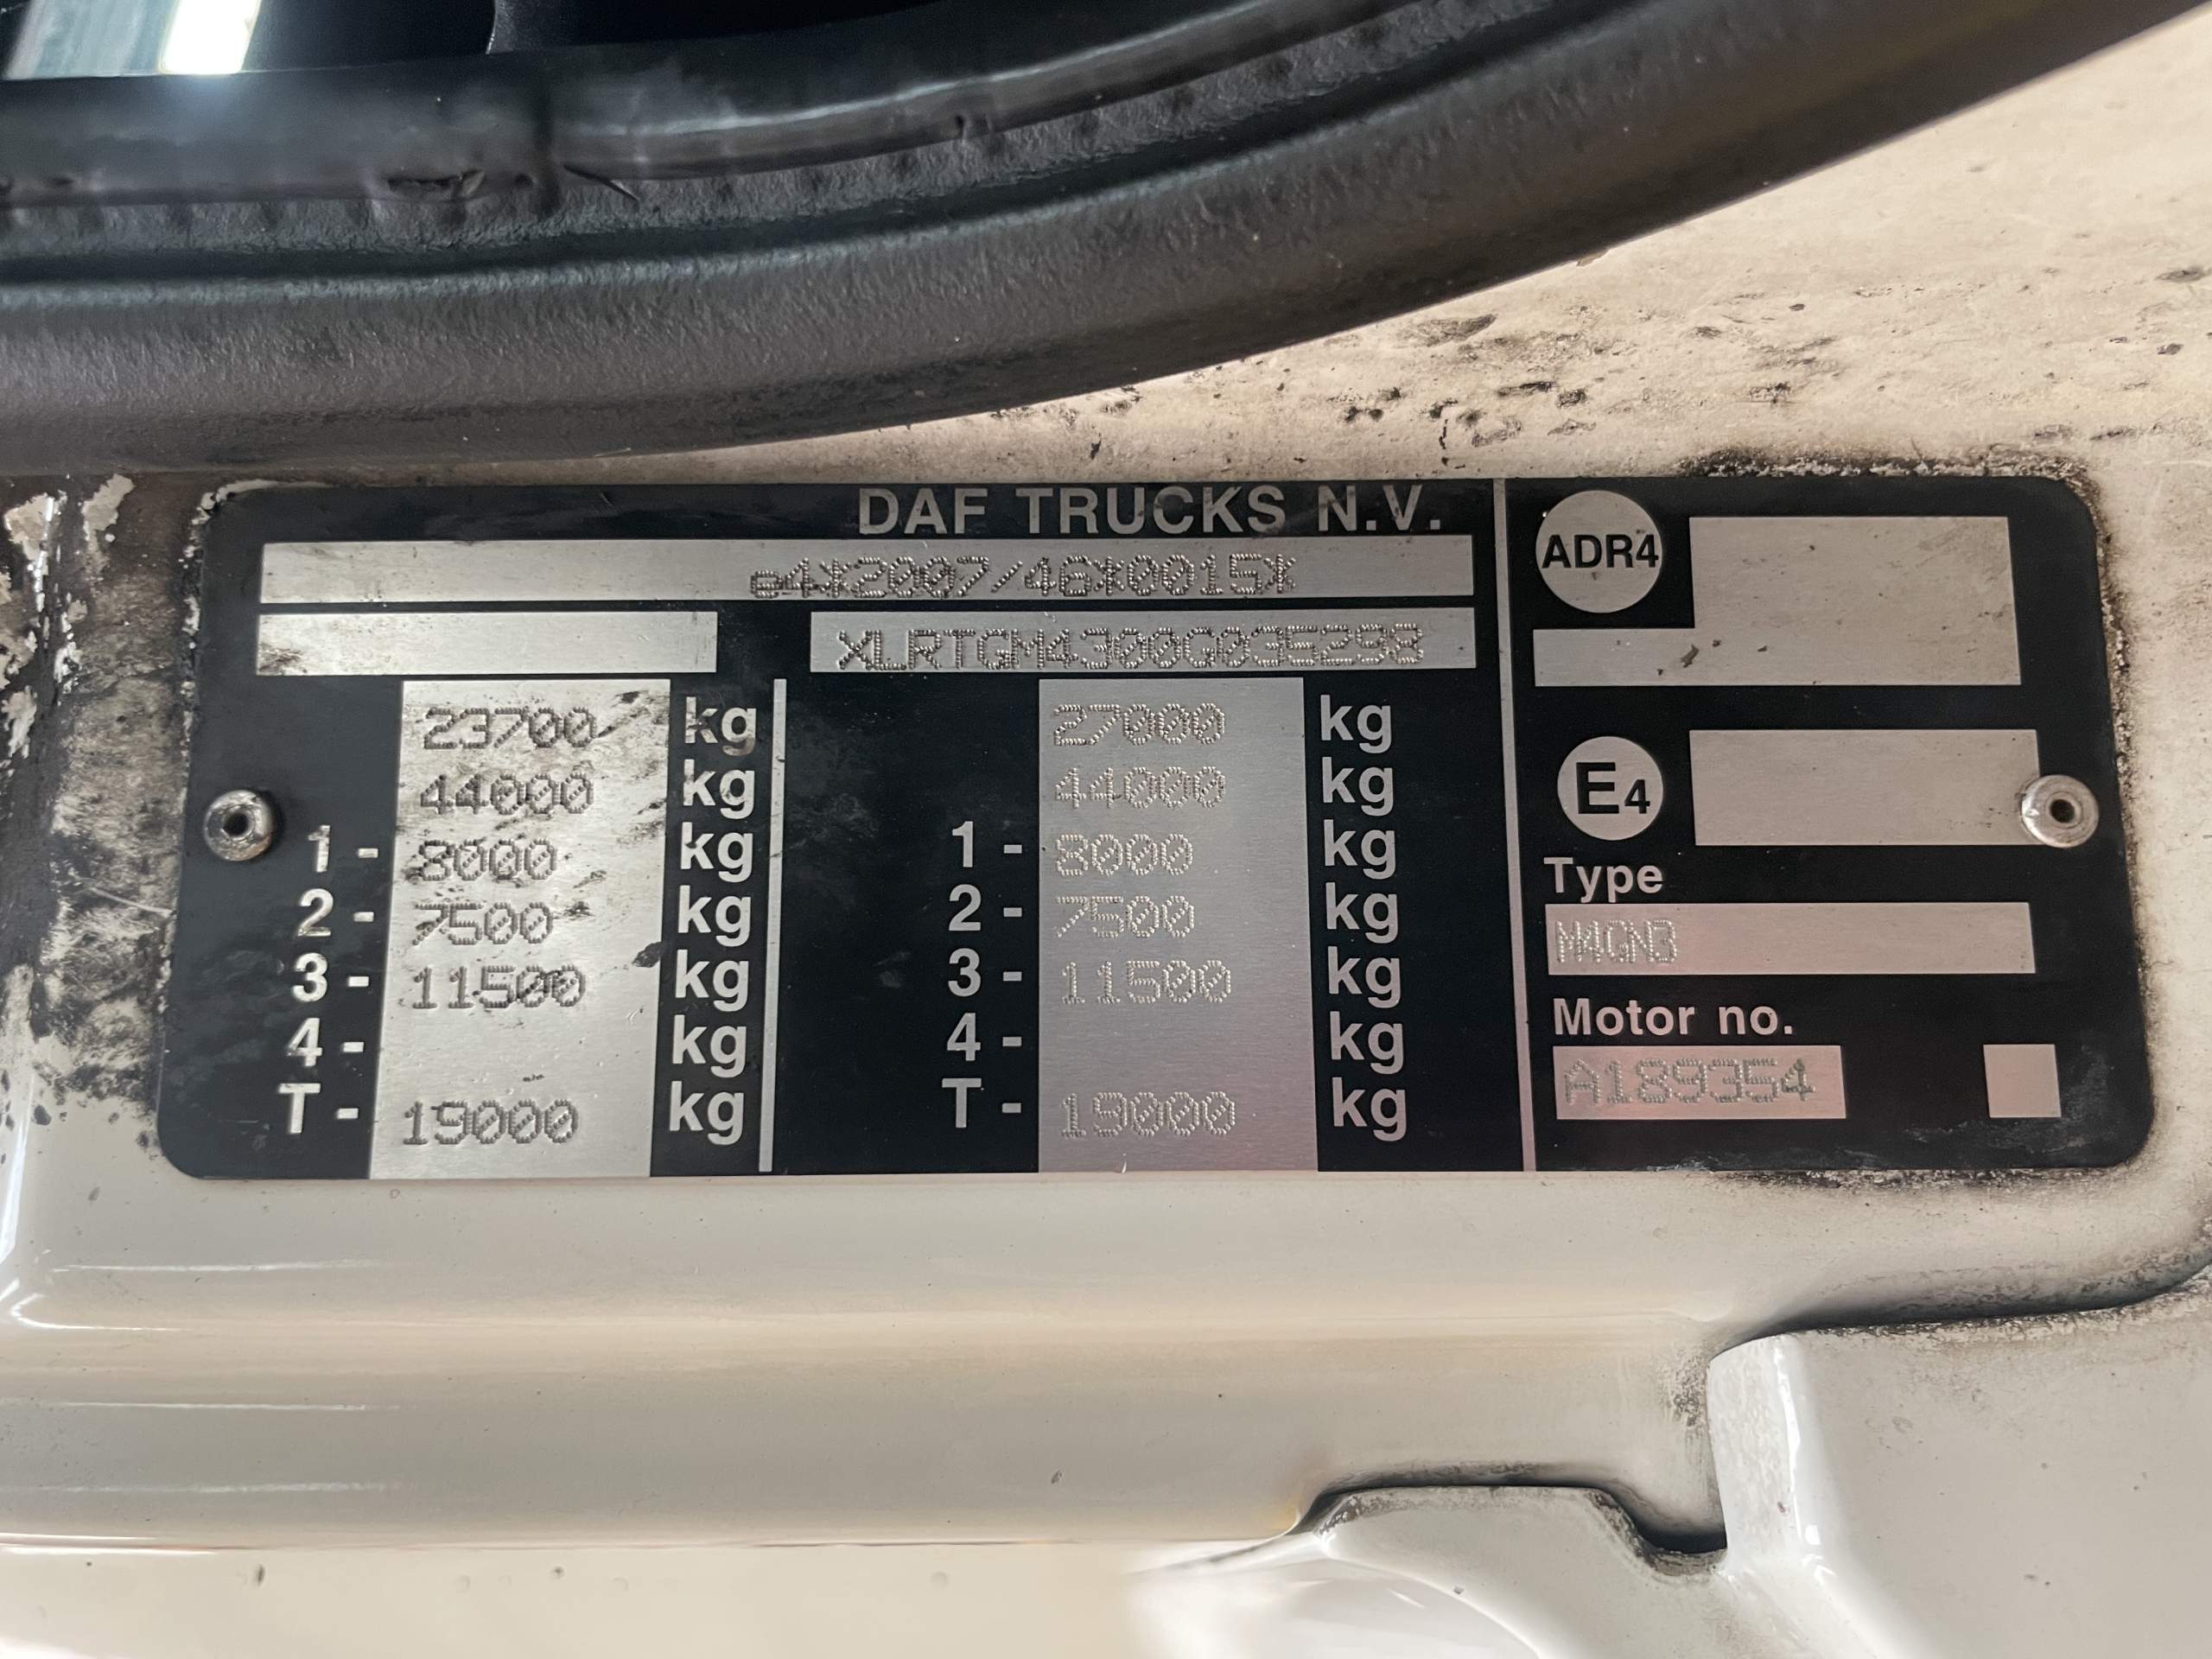 DAF TRUCKS N.V.
e4*2007/46*0015*
XLRTGM4300G035298
23700 kg 27000 kg
44000 kg 44000 kg
1 - 8000 kg 1 - 8000 kg
2 - 7500 kg 2 - 7500 kg
3 - 11500 kg 3 - 11500 kg
4 - kg 4 - kg
T - 19000 kg T - 19000 kg
ADR4
E4
Type
M4GN3
Motor no.
A189354